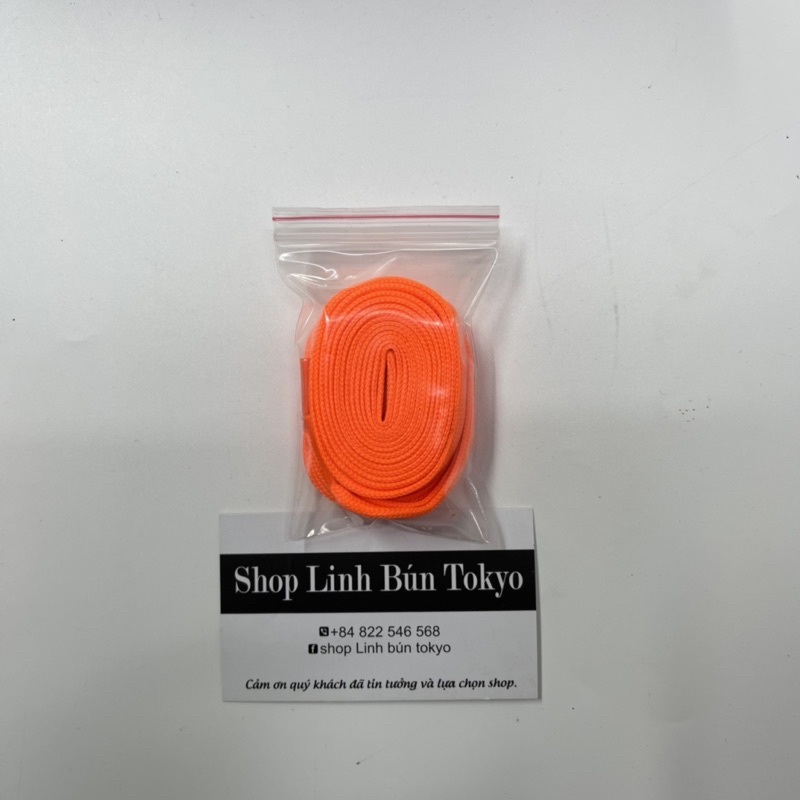 Shop Linh Bún Tokyo
+84 822 546 568
shop Linh bún tokyo
Cảm ơn quý khách đã tin tưởng và lựa chọn shop.